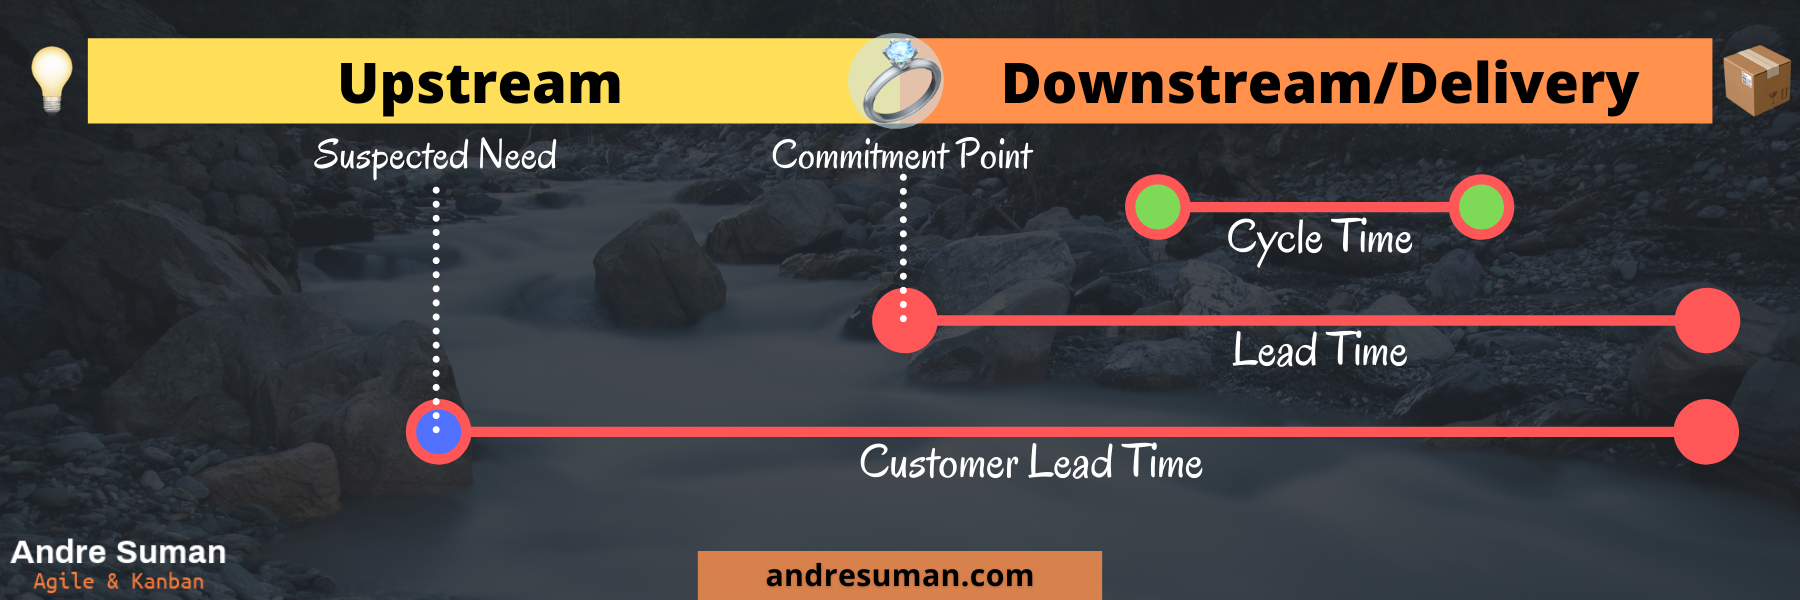 Upstream
Downstream/Delivery
Suspected Need
Commitment Point
Cycle Time
Lead Time
Customer Lead Time
Andre Suman
Agile & Kanban
andresuman.com